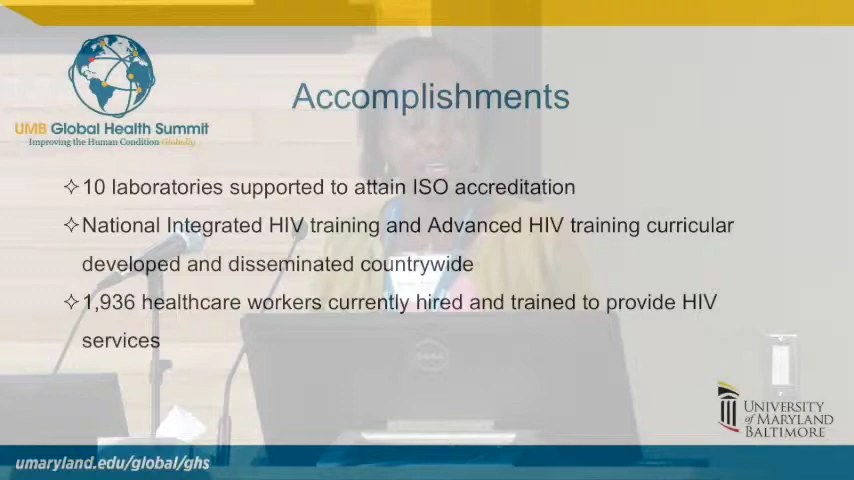 UMB Global Health Summit
Improving the Human Condition Globally
Accomplishments
10 laboratories supported to attain ISO accreditation
National Integrated HIV training and Advanced HIV training curricular
developed and disseminated countrywide
1,936 healthcare workers currently hired and trained to provide HIV
services
DELL
UNIVERSITY
of MARYLAND
BALTIMORE
umaryland.edu/global/ghs